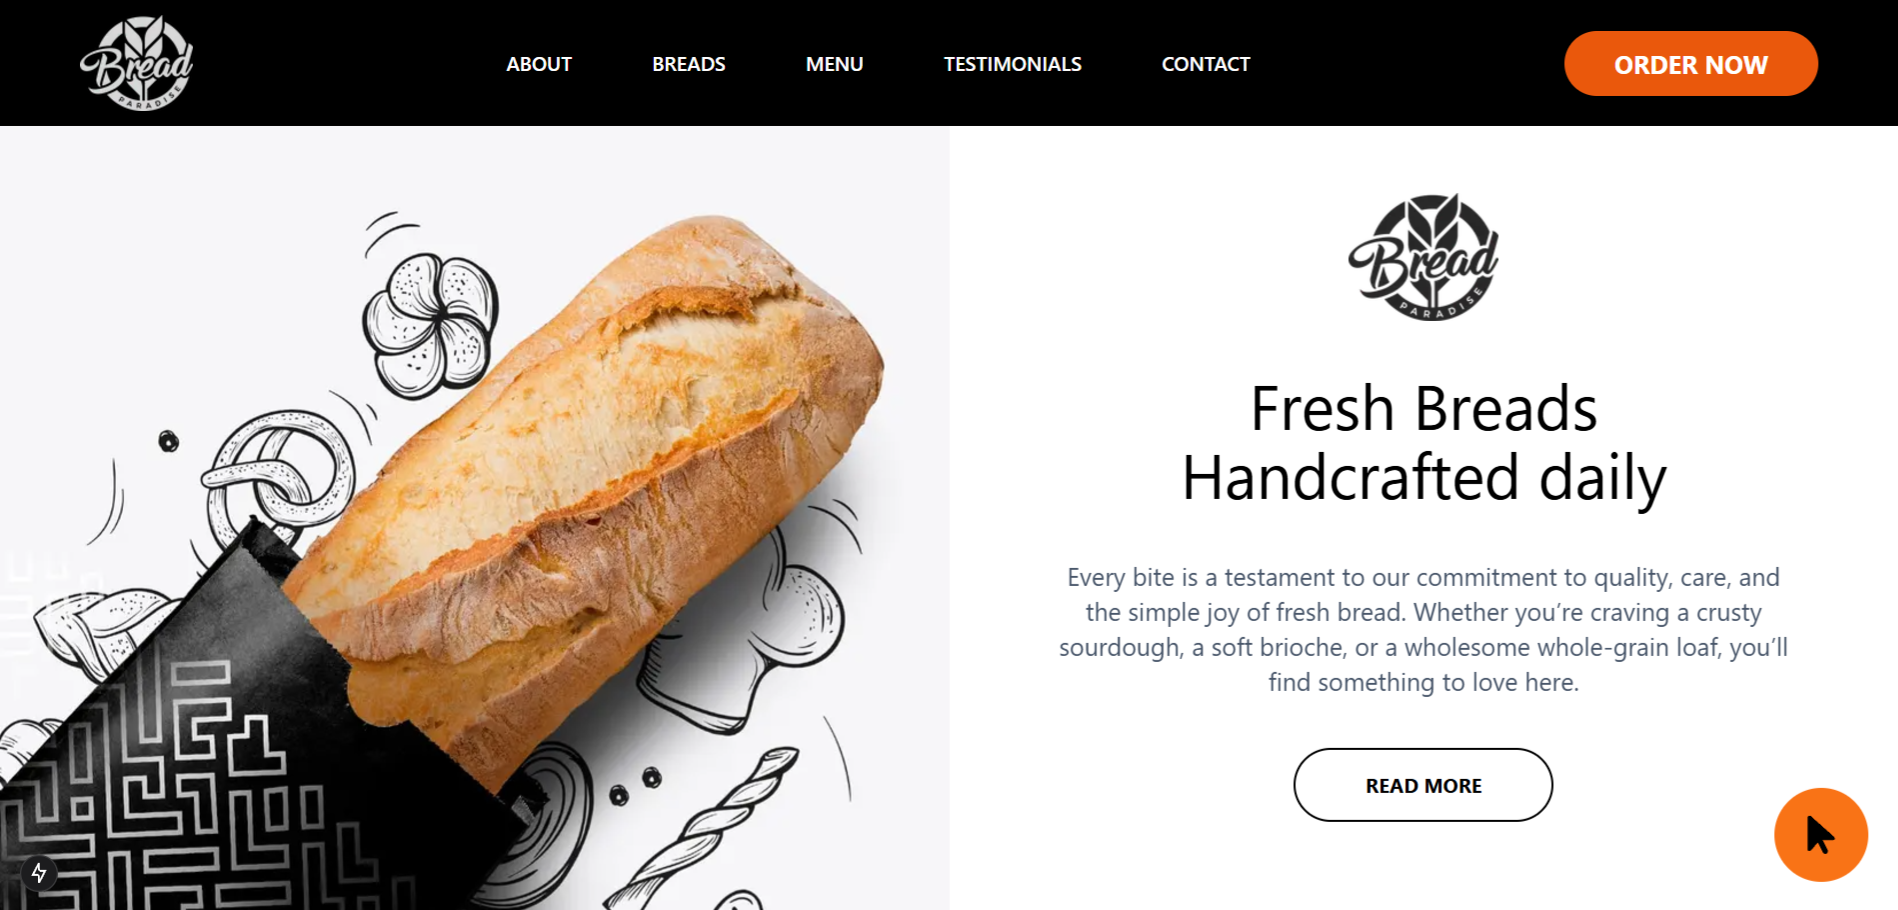 Bread
PARADISE
ABOUT
BREADS
MENU
TESTIMONIALS
CONTACT
ORDER NOW
Bread
PARADISE
Fresh Breads
Handcrafted daily
Every bite is a testament to our commitment to quality, care, and
the simple joy of fresh bread. Whether you’re craving a crusty
sourdough, a soft brioche, or a wholesome whole-grain loaf, you’ll
find something to love here.
READ MORE